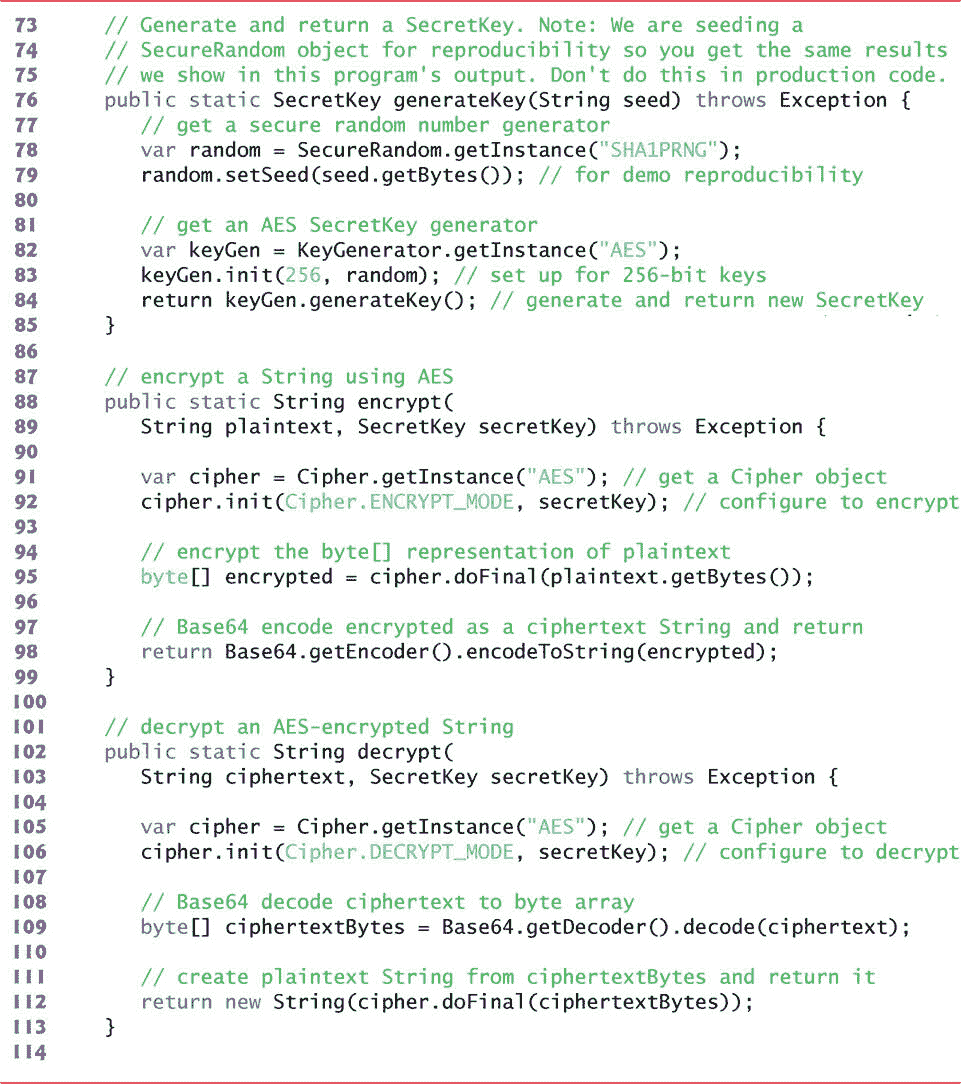 73 // Generate and return a SecretKey. Note: We are seeding a
74 // SecureRandom object for reproducibility so you get the same results
75 // we show in this program's output. Don't do this in production code.
76 public static SecretKey generateKey(String seed) throws Exception {
77 // get a secure random number generator
78 var random = SecureRandom.getInstance("SHA1PRNG");
79 random.setSeed(seed.getBytes()); // for demo reproducibility
80
81 // get an AES SecretKey generator
82 var keyGen = KeyGenerator.getInstance("AES");
83 keyGen.init(256, random); // set up for 256-bit keys
84 return keyGen.generateKey(); // generate and return new SecretKey
85 }
86
87 // encrypt a String using AES
88 public static String encrypt(
89 String plaintext, SecretKey secretKey) throws Exception {
90
91 var cipher = Cipher.getInstance("AES"); // get a Cipher object
92 cipher.init(Cipher.ENCRYPT_MODE, secretKey); // configure to encrypt
93
94 // encrypt the byte[] representation of plaintext
95 byte[] encrypted = cipher.doFinal(plaintext.getBytes());
96
97 // Base64 encode encrypted as a ciphertext String and return
98 return Base64.getEncoder().encodeToString(encrypted);
99 }
100
101 // decrypt an AES-encrypted String
102 public static String decrypt(
103 String ciphertext, SecretKey secretKey) throws Exception {
104
105 var cipher = Cipher.getInstance("AES"); // get a Cipher object
106 cipher.init(Cipher.DECRYPT_MODE, secretKey); // configure to decrypt
107
108 // Base64 decode ciphertext to byte array
109 byte[] ciphertextBytes = Base64.getDecoder().decode(ciphertext);
110
111 // create plaintext String from ciphertextBytes and return it
112 return new String(cipher.doFinal(ciphertextBytes));
113 }
114